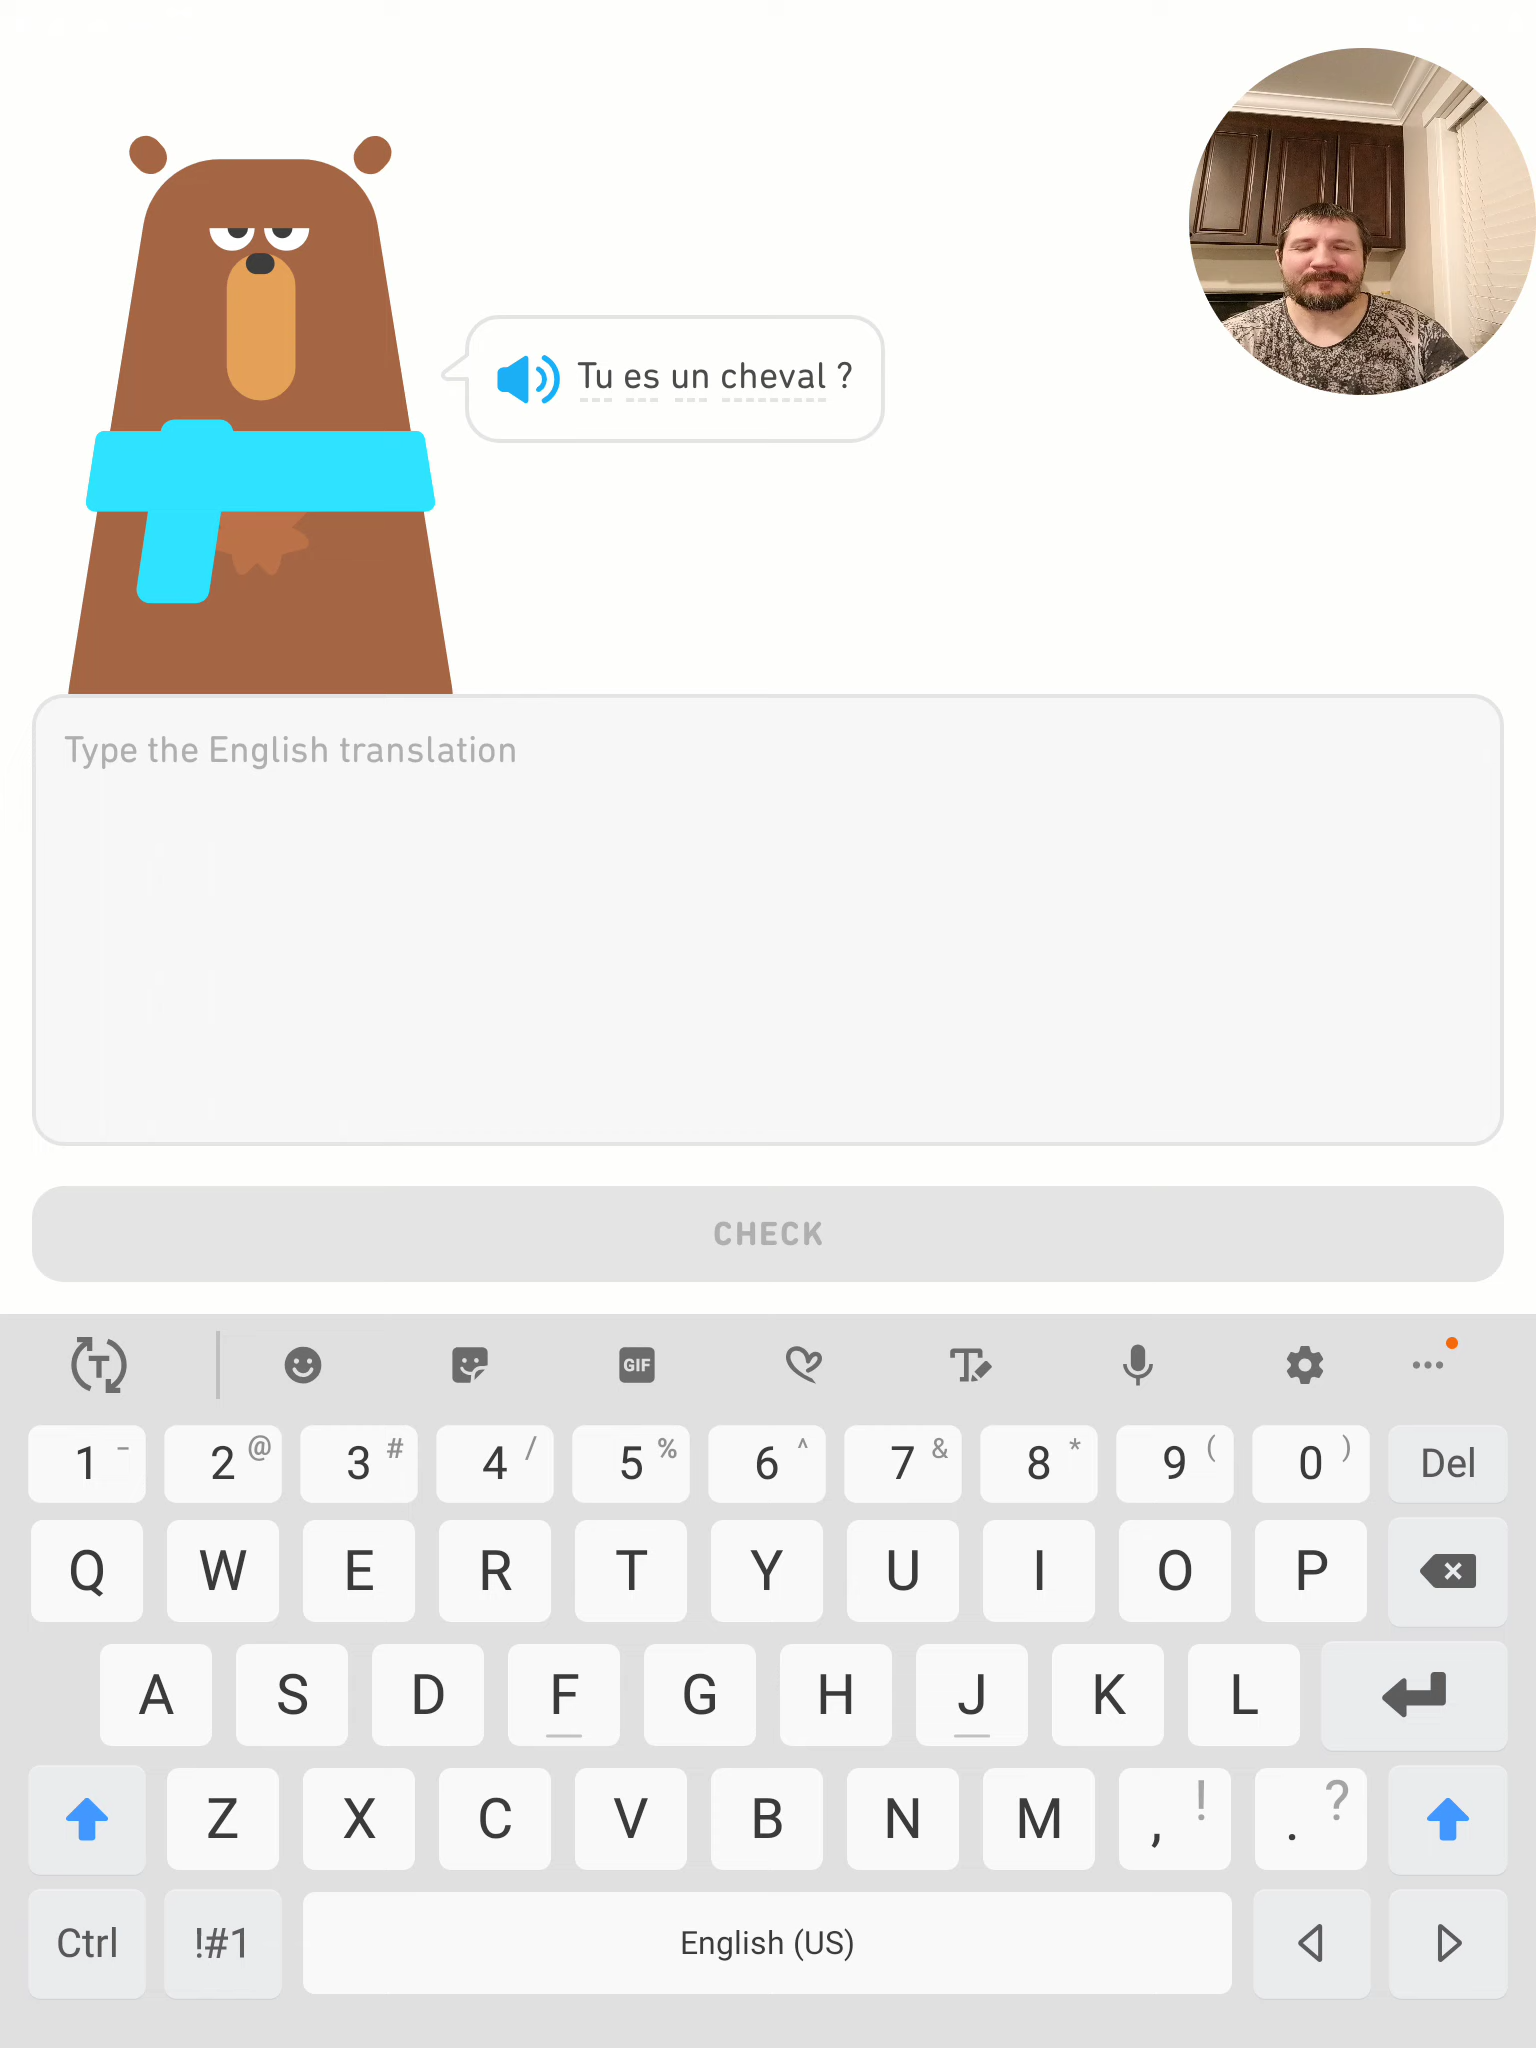 Tu es un cheval ?
Type the English translation
CHECK
T GIF T
1 - 2 @ 3 # 4 / 5 % 6 ^ 7 & 8 * 9 ( 0 ) Del
Q W E R T Y U I O P
A S D F G H J K L
Z X C V B N M , ! . ?
Ctrl !#1 English (US)